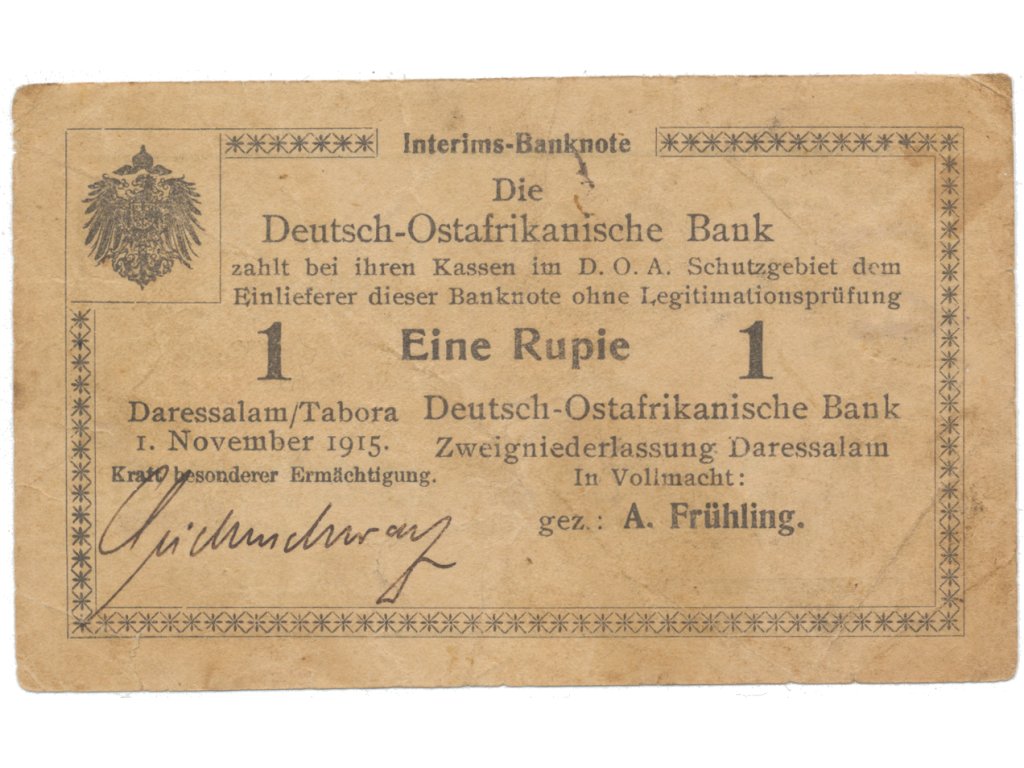 Interims-Banknote
Die
Deutsch-Ostafrikanische Bank
zahlt bei ihren Kassen im D. O. A. Schutzgebiet dem
Einlieferer dieser Banknote ohne Legitimationsprüfung
1 Eine Rupie 1
Daressalam/Tabora
1. November 1915.
Kraft besonderer Ermächtigung.
Deutsch-Ostafrikanische Bank
Zweigniederlassung Daressalam
In Vollmacht:
gez.: A. Frühling.